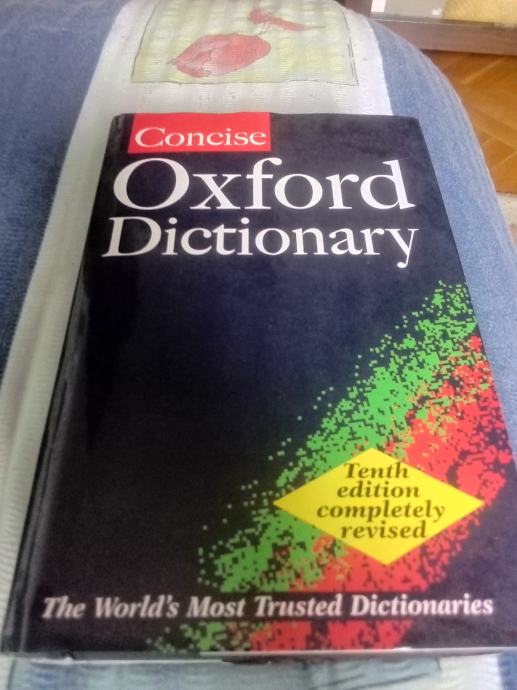 Concise
Oxford
Dictionary
Tenth
edition
completely
revised
The World's Most Trusted Dictionaries